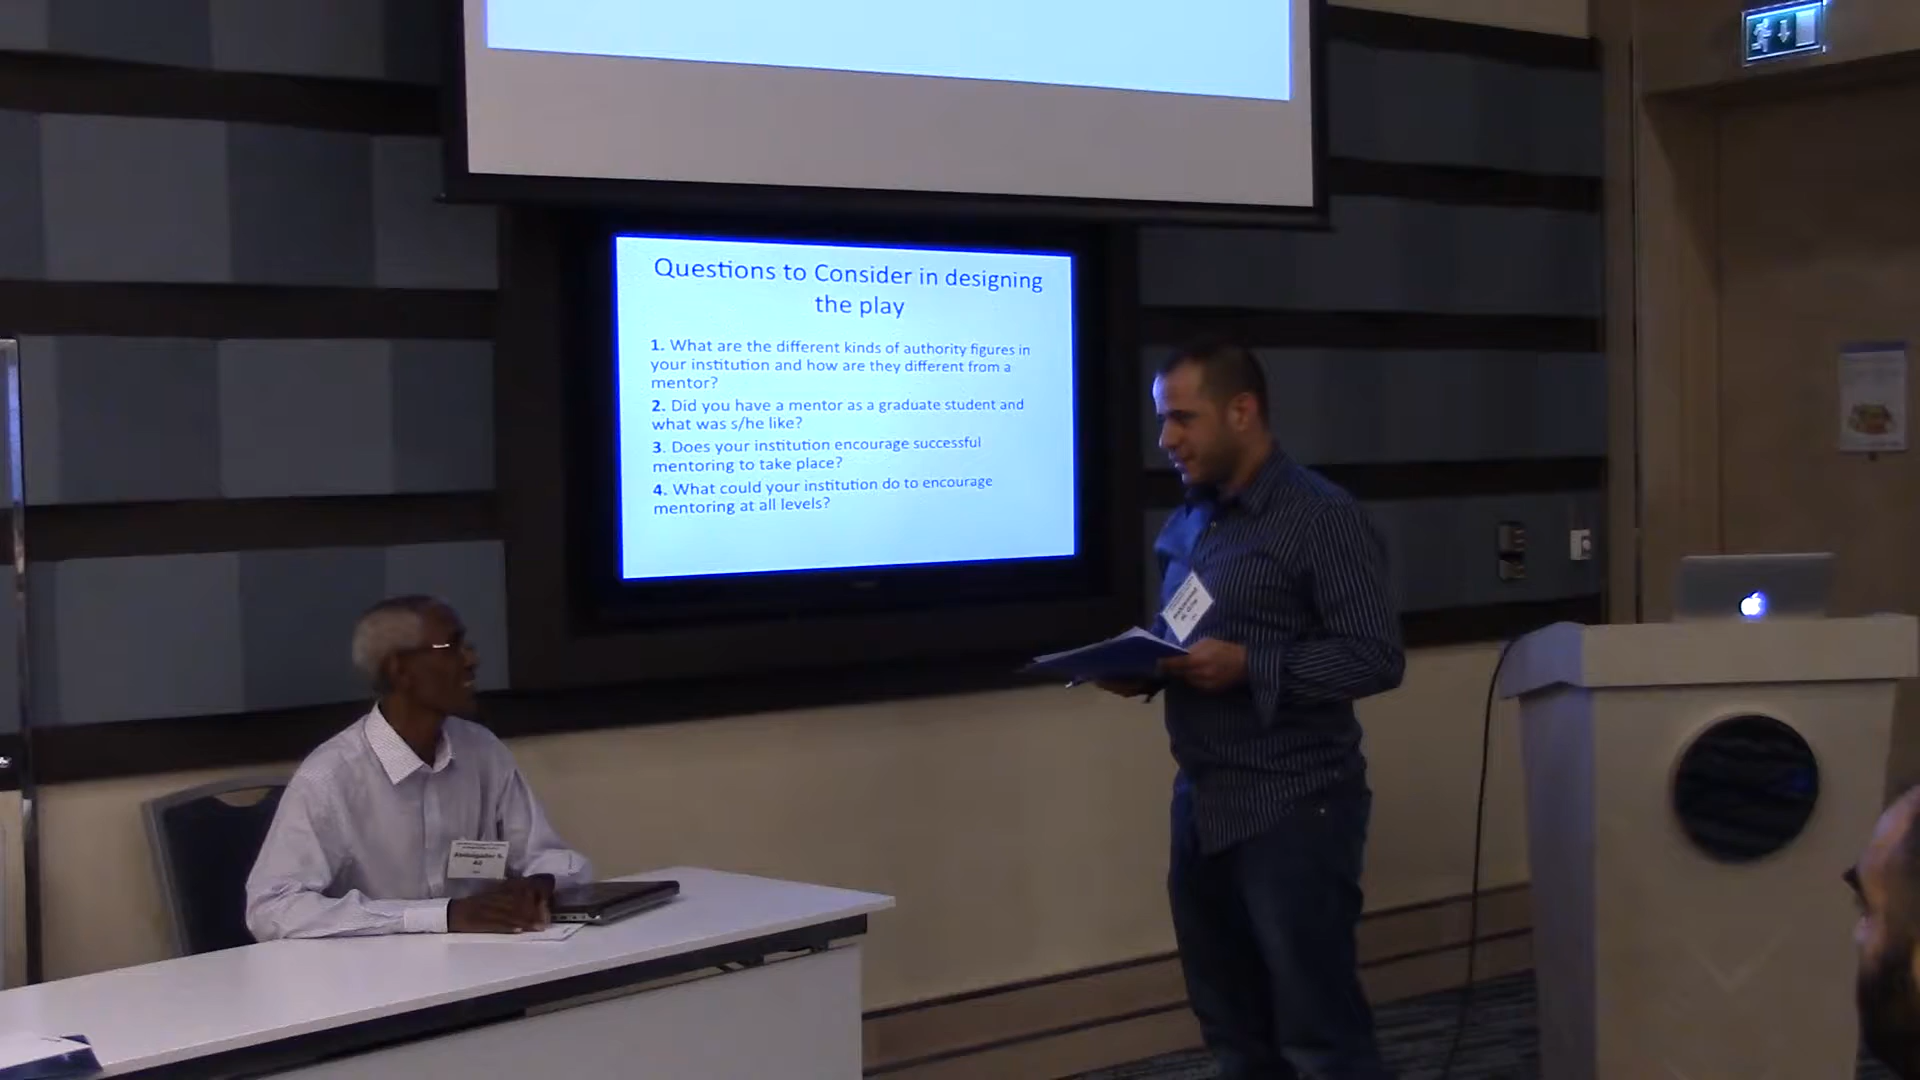 Questions to Consider in designing
the play
1. What are the different kinds of authority figures in
your institution and how are they different from a
mentor?
2. Did you have a mentor as a graduate student and
what was s/he like?
3. Does your institution encourage successful
mentoring to take place?
4. What could your institution do to encourage
mentoring at all levels?